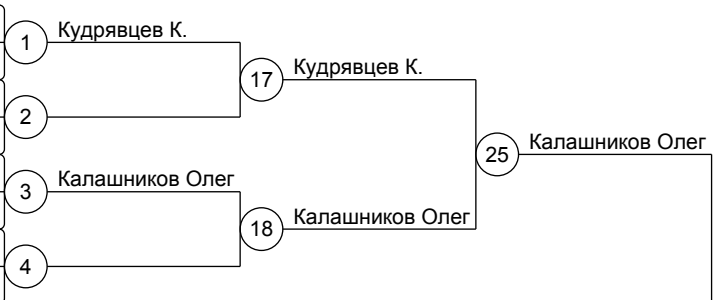 1 Кудрявцев К.
17 Кудрявцев К.
2
25 Калашников Олег
3 Калашников Олег
18 Калашников Олег
4